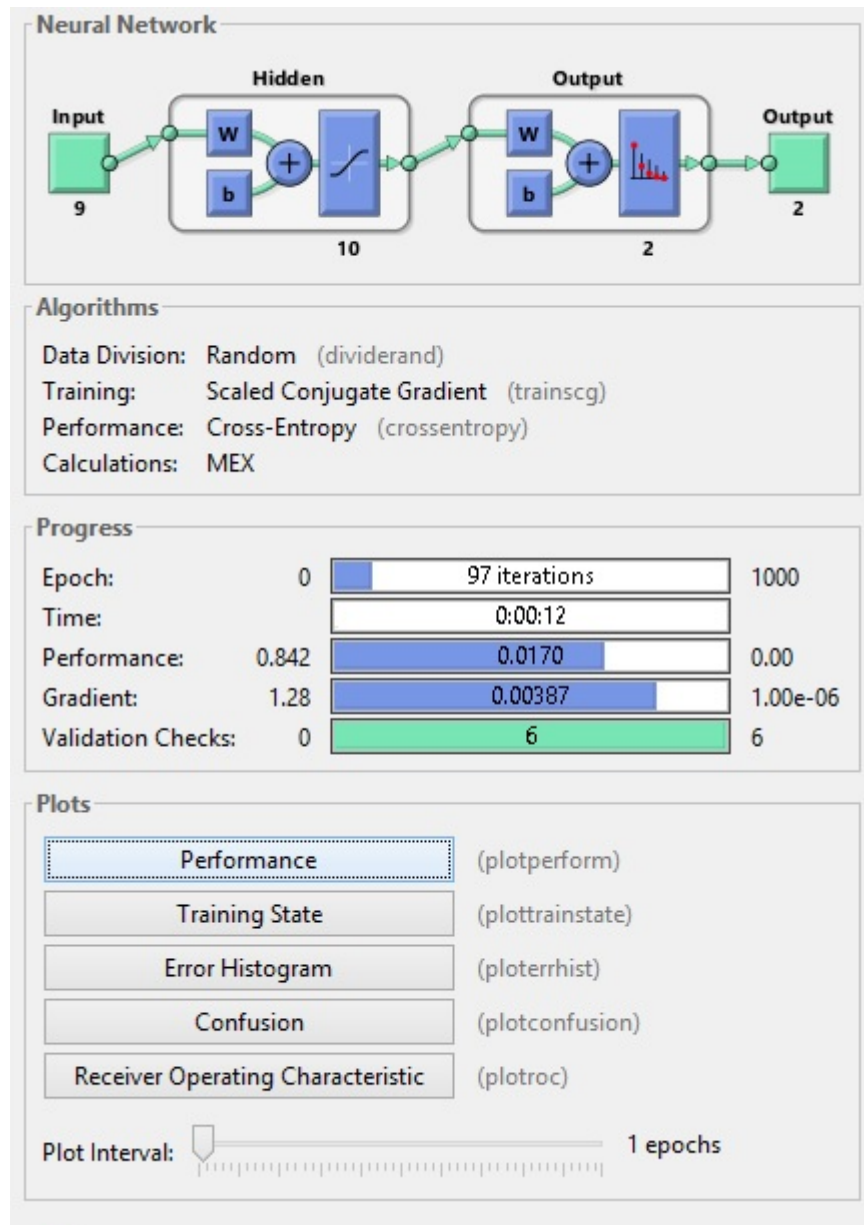 Neural Network
Hidden
Output
Input
Output
W
b
+
W
b
+
9
10
2
2
Algorithms
Data Division: Random (dividerand)
Training: Scaled Conjugate Gradient (trainscg)
Performance: Cross-Entropy (crossentropy)
Calculations: MEX
Progress
Epoch: 0 97 iterations 1000
Time: 0:00:12
Performance: 0.842 0.0170 0.00
Gradient: 1.28 0.00387 1.00e-06
Validation Checks: 0 6 6
Plots
Performance (plotperform)
Training State (plottrainstate)
Error Histogram (ploterrhist)
Confusion (plotconfusion)
Receiver Operating Characteristic (plotroc)
Plot Interval: 1 epochs